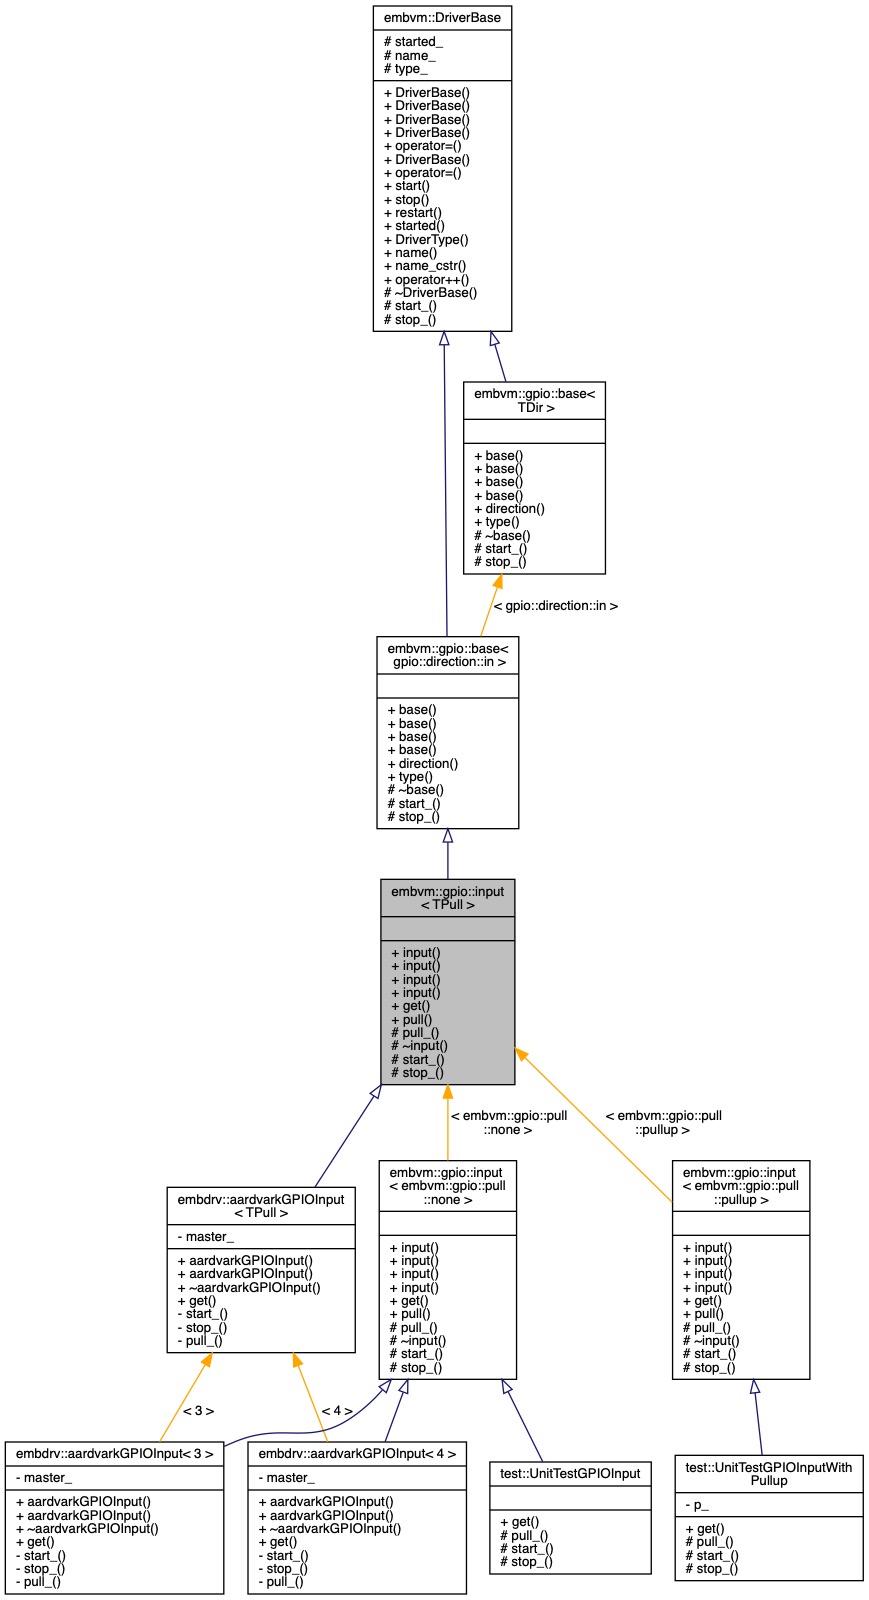 embvm::DriverBase
# started_
# name_
# type_
+ DriverBase()
+ DriverBase()
+ DriverBase()
+ DriverBase()
+ operator=()
+ DriverBase()
+ operator=()
+ start()
+ stop()
+ restart()
+ started()
+ DriverType()
+ name()
+ name_cstr()
+ operator++()
# ~DriverBase()
# start_()
# stop_()
embvm::gpio::base<
TDir >
+ base()
+ base()
+ base()
+ base()
+ direction()
+ type()
# ~base()
# start_()
# stop_()
< gpio::direction::in >
embvm::gpio::base<
gpio::direction::in >
+ base()
+ base()
+ base()
+ base()
+ direction()
+ type()
# ~base()
# start_()
# stop_()
embvm::gpio::input
< TPull >
+ input()
+ input()
+ input()
+ input()
+ get()
+ pull()
# pull_()
# ~input()
# start_()
# stop_()
< embvm::gpio::pull
::none >
< embvm::gpio::pull
::pullup >
embdrv::aardvarkGPIOInput
< TPull >
- master_
+ aardvarkGPIOInput()
+ aardvarkGPIOInput()
+ ~aardvarkGPIOInput()
+ get()
- start_()
- stop_()
- pull_()
embvm::gpio::input
< embvm::gpio::pull
::none >
+ input()
+ input()
+ input()
+ input()
+ get()
+ pull()
# pull_()
# ~input()
# start_()
# stop_()
embvm::gpio::input
< embvm::gpio::pull
::pullup >
+ input()
+ input()
+ input()
+ input()
+ get()
+ pull()
# pull_()
# ~input()
# start_()
# stop_()
< 3 >
< 4 >
embdrv::aardvarkGPIOInput< 3 >
- master_
+ aardvarkGPIOInput()
+ aardvarkGPIOInput()
+ ~aardvarkGPIOInput()
+ get()
- start_()
- stop_()
- pull_()
embdrv::aardvarkGPIOInput< 4 >
- master_
+ aardvarkGPIOInput()
+ aardvarkGPIOInput()
+ ~aardvarkGPIOInput()
+ get()
- start_()
- stop_()
- pull_()
test::UnitTestGPIOInput
+ get()
# pull_()
# start_()
# stop_()
test::UnitTestGPIOInputWith
Pullup
- p_
+ get()
# pull_()
# start_()
# stop_()